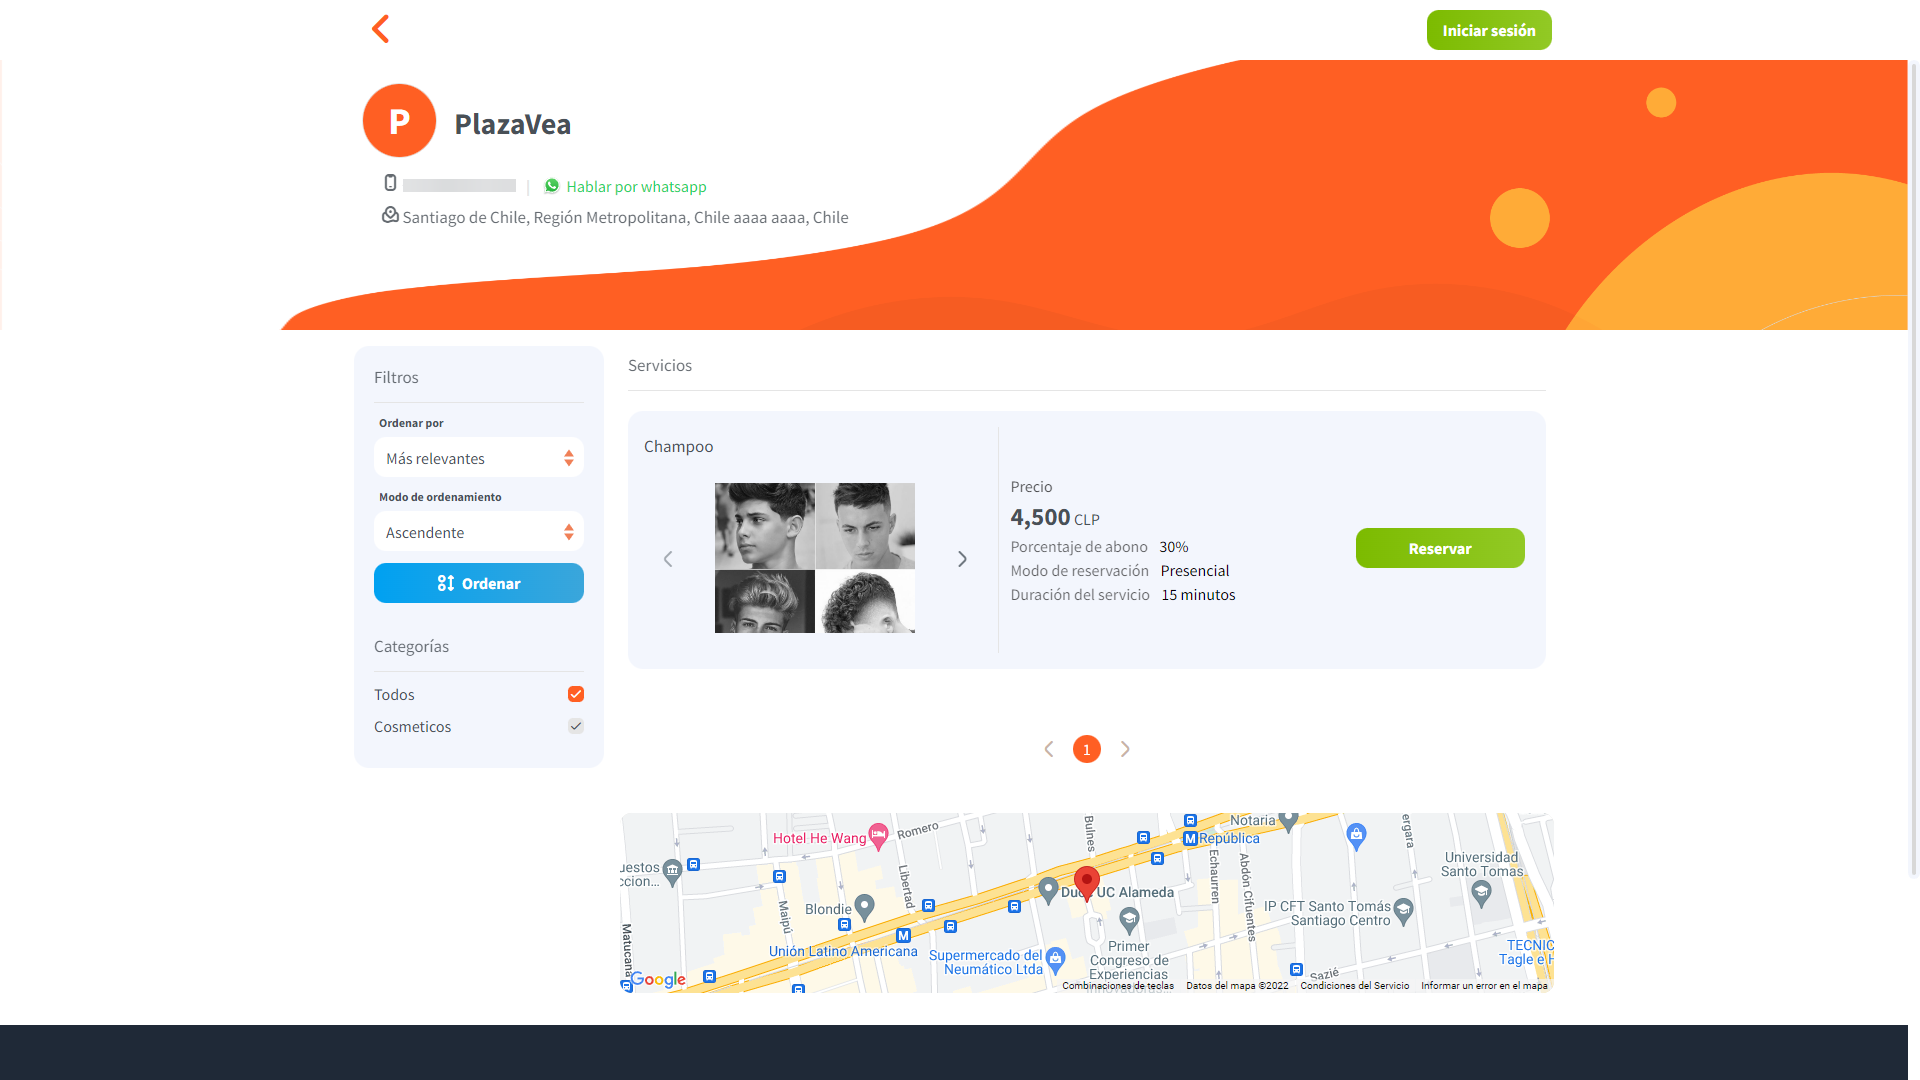 Iniciar sesión
P
PlazaVea
Hablar por whatsapp
Santiago de Chile, Región Metropolitana, Chile aaaa aaaa, Chile
Filtros
Ordenar por
Más relevantes
Modo de ordenamiento
Ascendente
Ordenar
Categorías
Todos
Cosmeticos
Servicios
Champoo
Precio
4,500 CLP
Porcentaje de abono 30%
Modo de reservación Presencial
Duración del servicio 15 minutos
Reservar
1
Hotel He Wang
Romero
Bulnes
Notaria
República
ergara
Universidad
Santo Tomas
uestos
ccion...
Libertad
Maipú
Blondie
Duoc UC Alameda
Echaurren
Abdón Cifuentes
IP CFT Santo Tomás
Santiago Centro
Matucana
Unión Latino Americana
Supermercado del
Neumático Ltda
Primer
Congreso de
Experiencias
TECNIC
Tagle e H
Sazié
Google
Combinaciones de teclas
Datos del mapa ©2022
Condiciones del Servicio
Informar un error en el mapa